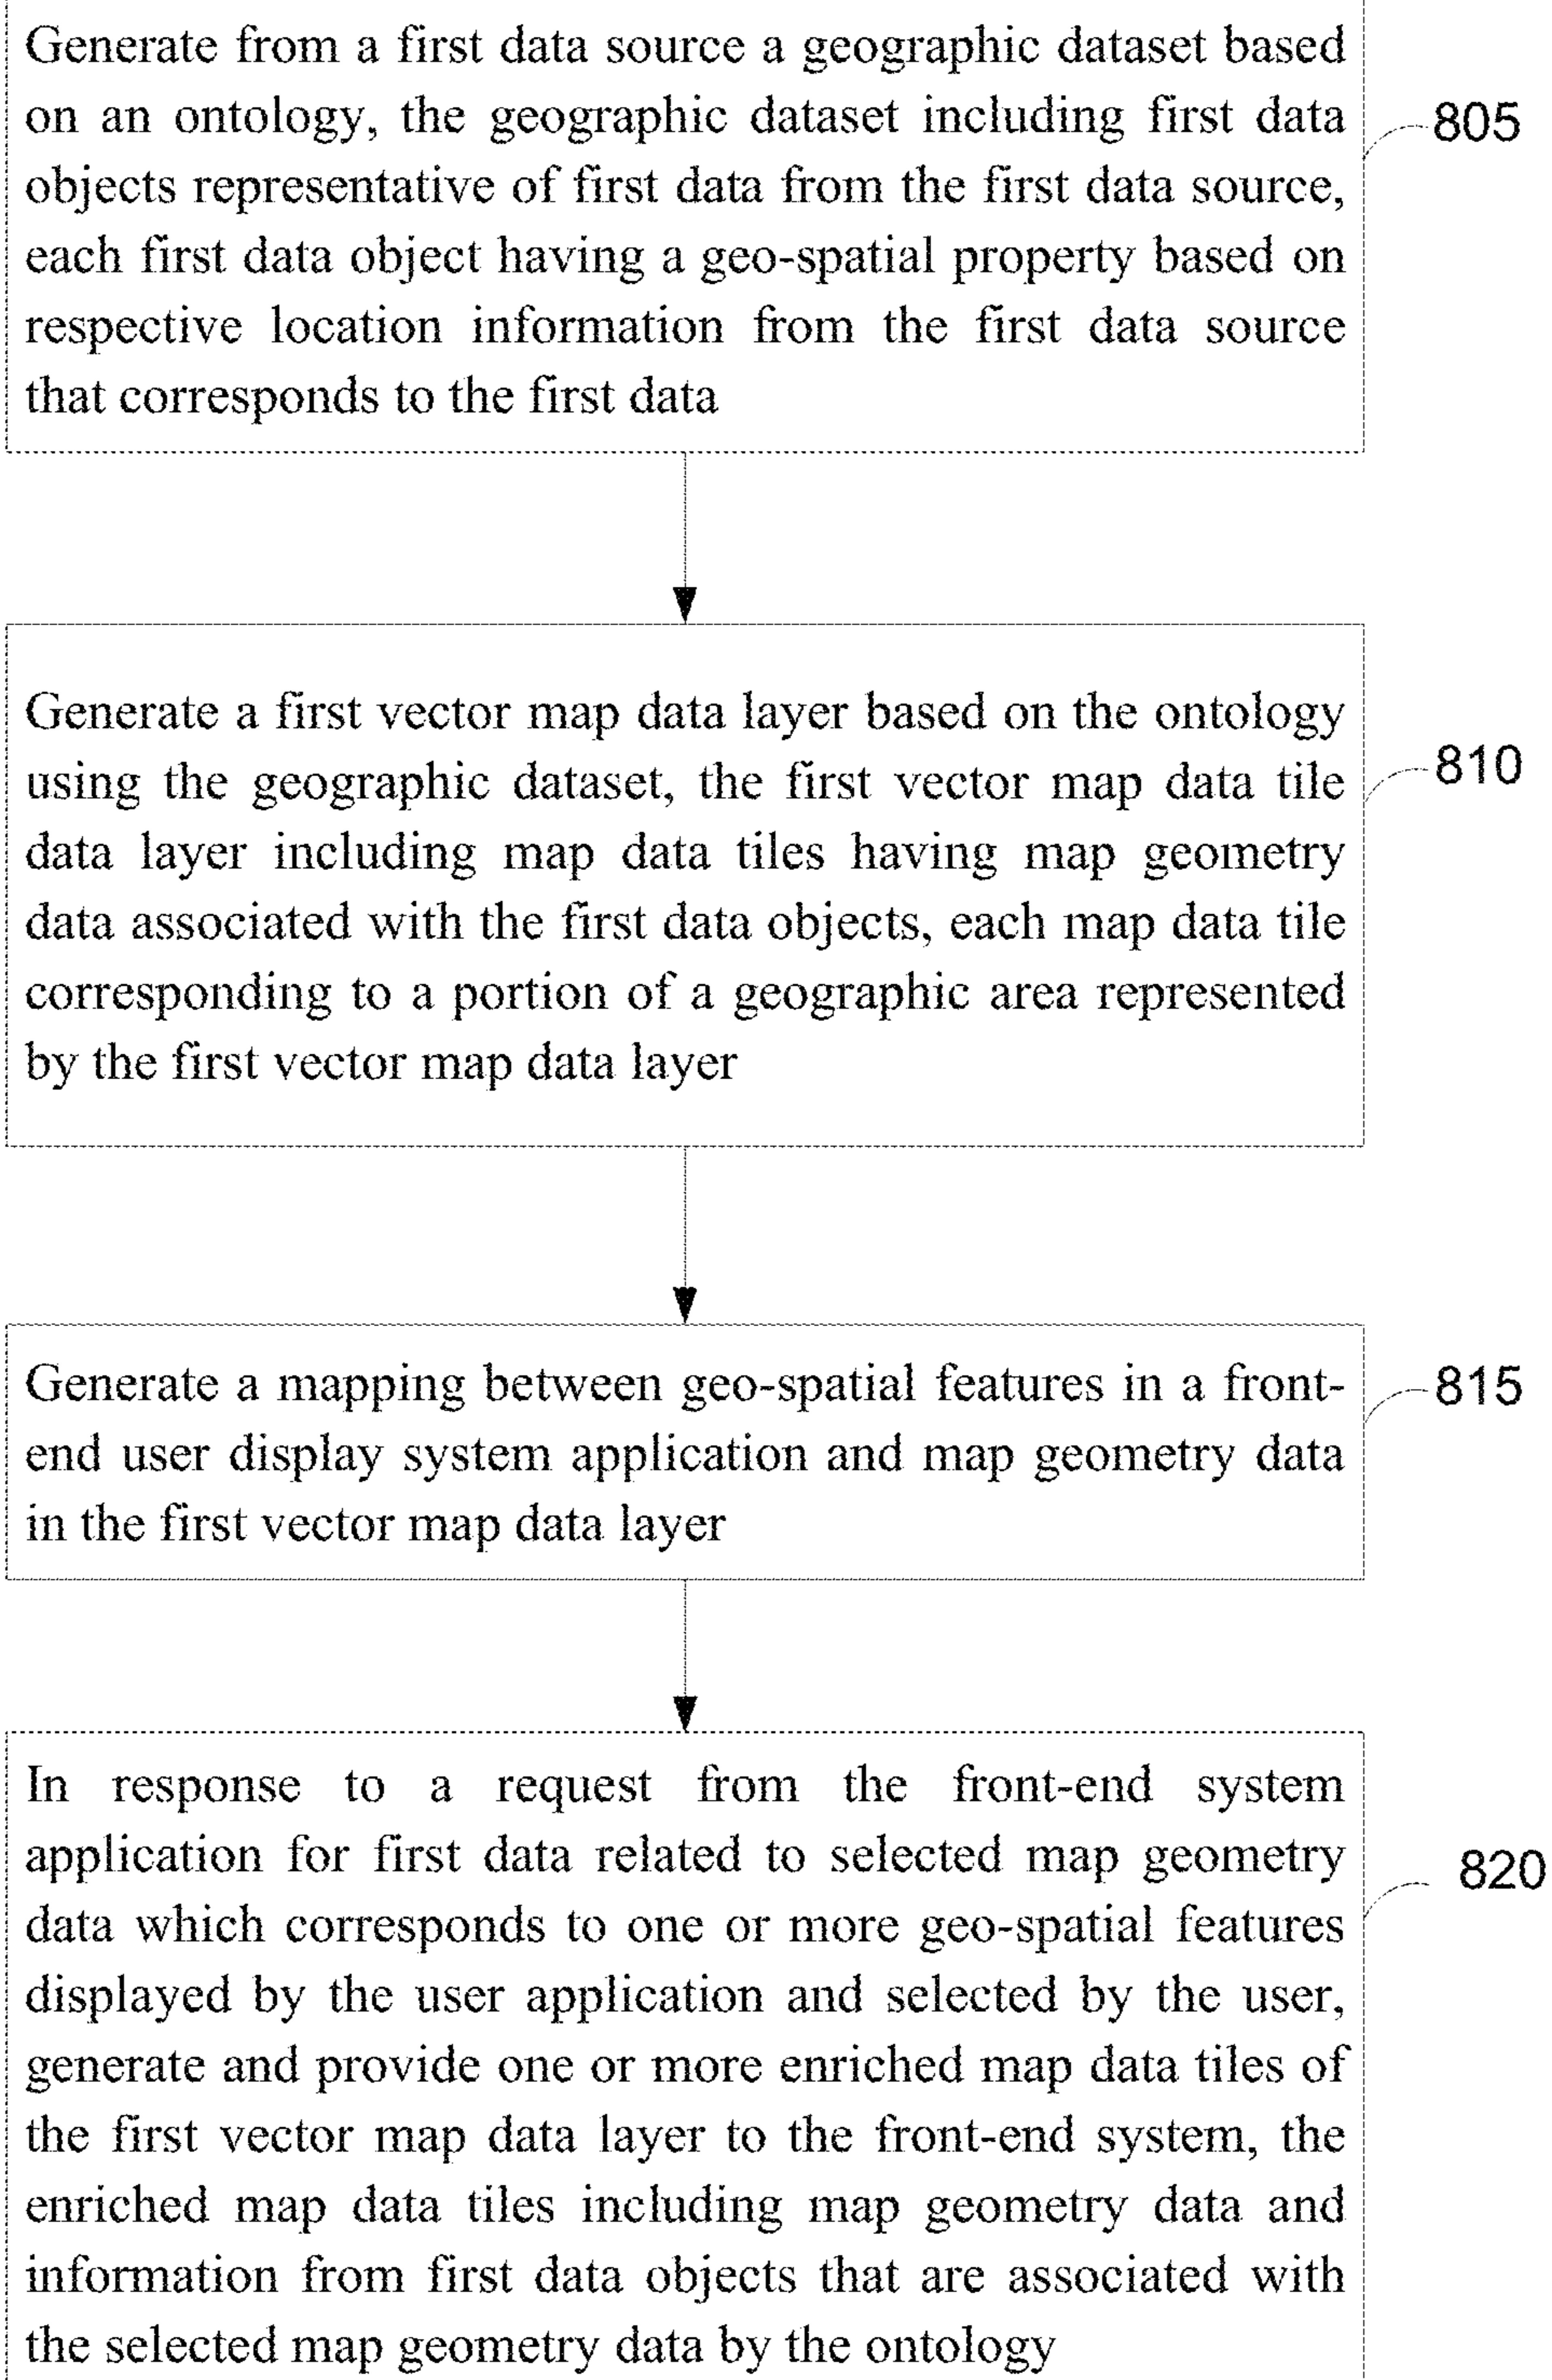 Generate from a first data source a geographic dataset based
on an ontology, the geographic dataset including first data
objects representative of first data from the first data source,
each first data object having a geo-spatial property based on
respective location information from the first data source
that corresponds to the first data
805
Generate a first vector map data layer based on the ontology
using the geographic dataset, the first vector map data tile
data layer including map data tiles having map geometry
data associated with the first data objects, each map data tile
corresponding to a portion of a geographic area represented
by the first vector map data layer
810
Generate a mapping between geo-spatial features in a front-
end user display system application and map geometry data
in the first vector map data layer
815
In response to a request from the front-end system
application for first data related to selected map geometry
data which corresponds to one or more geo-spatial features
displayed by the user application and selected by the user,
generate and provide one or more enriched map data tiles of
the first vector map data layer to the front-end system, the
enriched map data tiles including map geometry data and
information from first data objects that are associated with
the selected map geometry data by the ontology
820